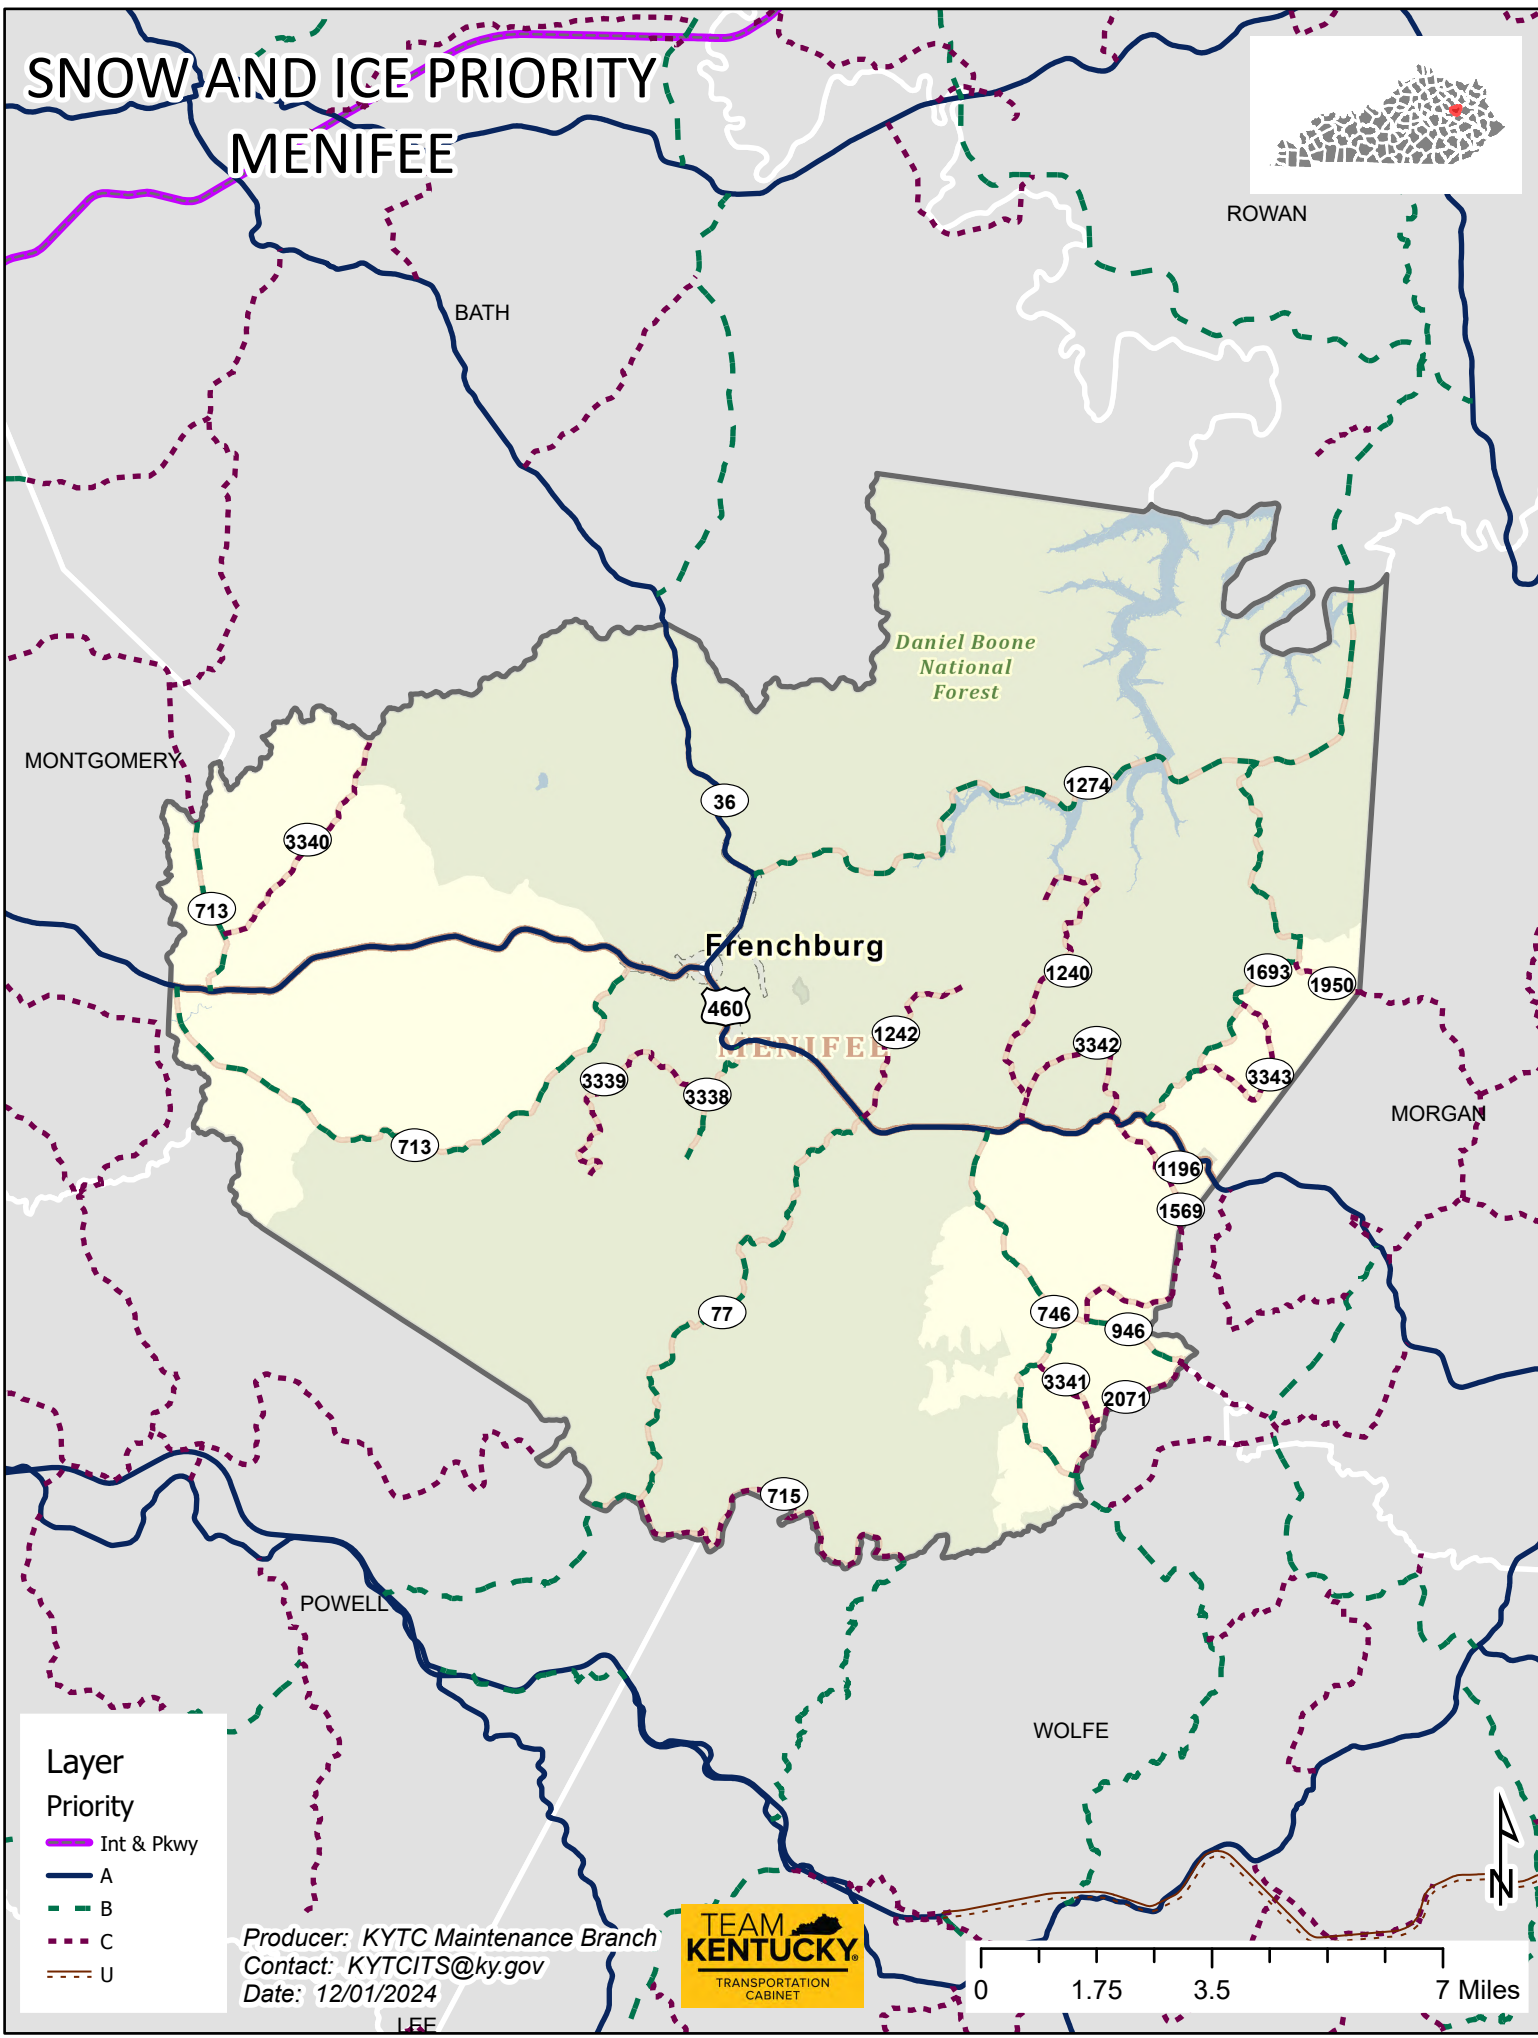 SNOW AND ICE PRIORITY
MENIFEE
ROWAN
BATH
Daniel Boone
National
Forest
MONTGOMERY
1274
36
3340
713
Frenchburg
1693
1950
1240
460
1242
MENIFEE
3342
3339
3338
3343
MORGAN
713
1196
1569
77
746
946
3341
2071
715
POWELL
WOLFE
Layer
Priority
Int & Pkwy
A
B
C
U
Producer: KYTC Maintenance Branch
Contact: KYTCITS@ky.gov
Date: 12/01/2024
LEE
TEAM
KENTUCKY®
TRANSPORTATION
CABINET
N
0 1.75 3.5 7 Miles